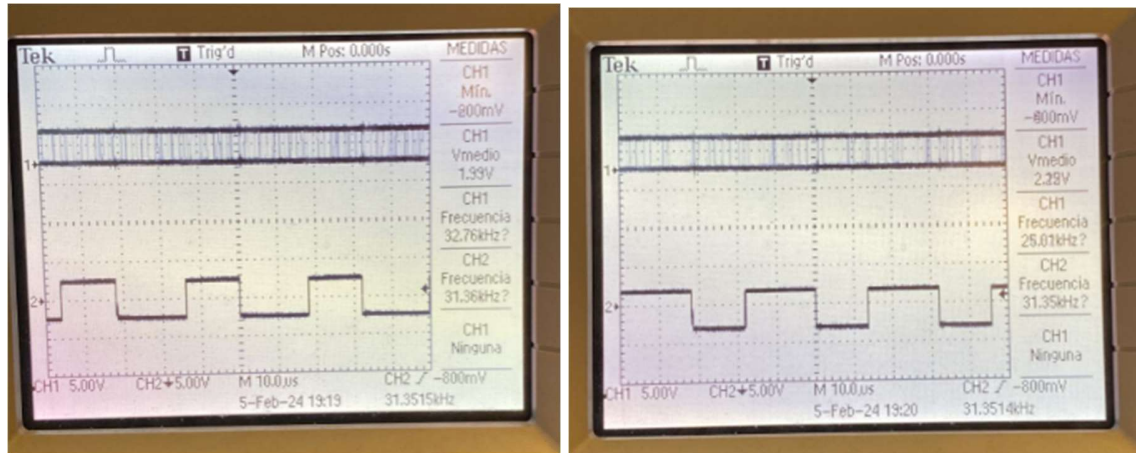 Tek
Trig'd
M Pos: 0.000s
MEDIDAS
CH1
Mín.
CH1
Vmedio
1.99V
CH1
Frecuencia
32.76kHz?
CH2
Frecuencia
31.36kHz?
CH1
Ninguna
1
2
CH1 5.00V
CH2 5.00V
M 10.0us
CH2
-800mV
5-Feb-24 19:19
31.3515kHz
Tek
Trig'd
M Pos: 0.000s
MEDIDAS
CH1
Mín.
CH1
Vmedio
CH1
Frecuencia
25.01kHz?
CH2
Frecuencia
31.35kHz?
CH1
Ninguna
1
2
CH1 5.00V
CH2 5.00V
M 10.0us
CH2
-800mV
5-Feb-24 19:20
31.3514kHz